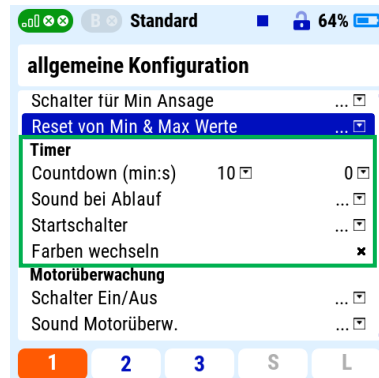 B Standard 64%
allgemeine Konfiguration
Schalter für Min Ansage ...
Reset von Min & Max Werte ...
Timer
Countdown (min:s) 10 0
Sound bei Ablauf ...
Startschalter ...
Farben wechseln
Motorüberwachung
Schalter Ein/Aus ...
Sound Motorüberw. ...
1 2 3 S L